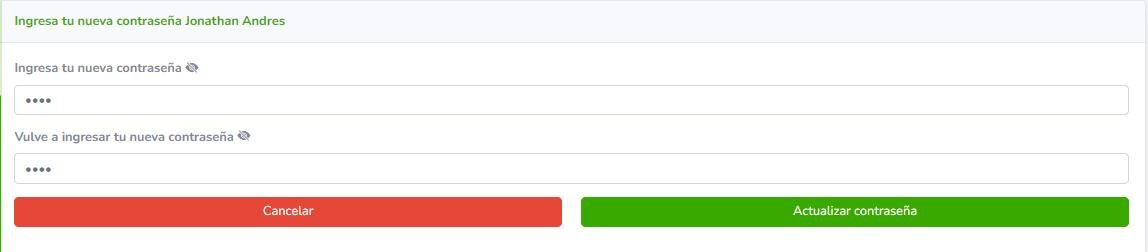 Ingresa tu nueva contraseña Jonathan Andres
Ingresa tu nueva contraseña
••••
Vulve a ingresar tu nueva contraseña
••••
Cancelar
Actualizar contraseña